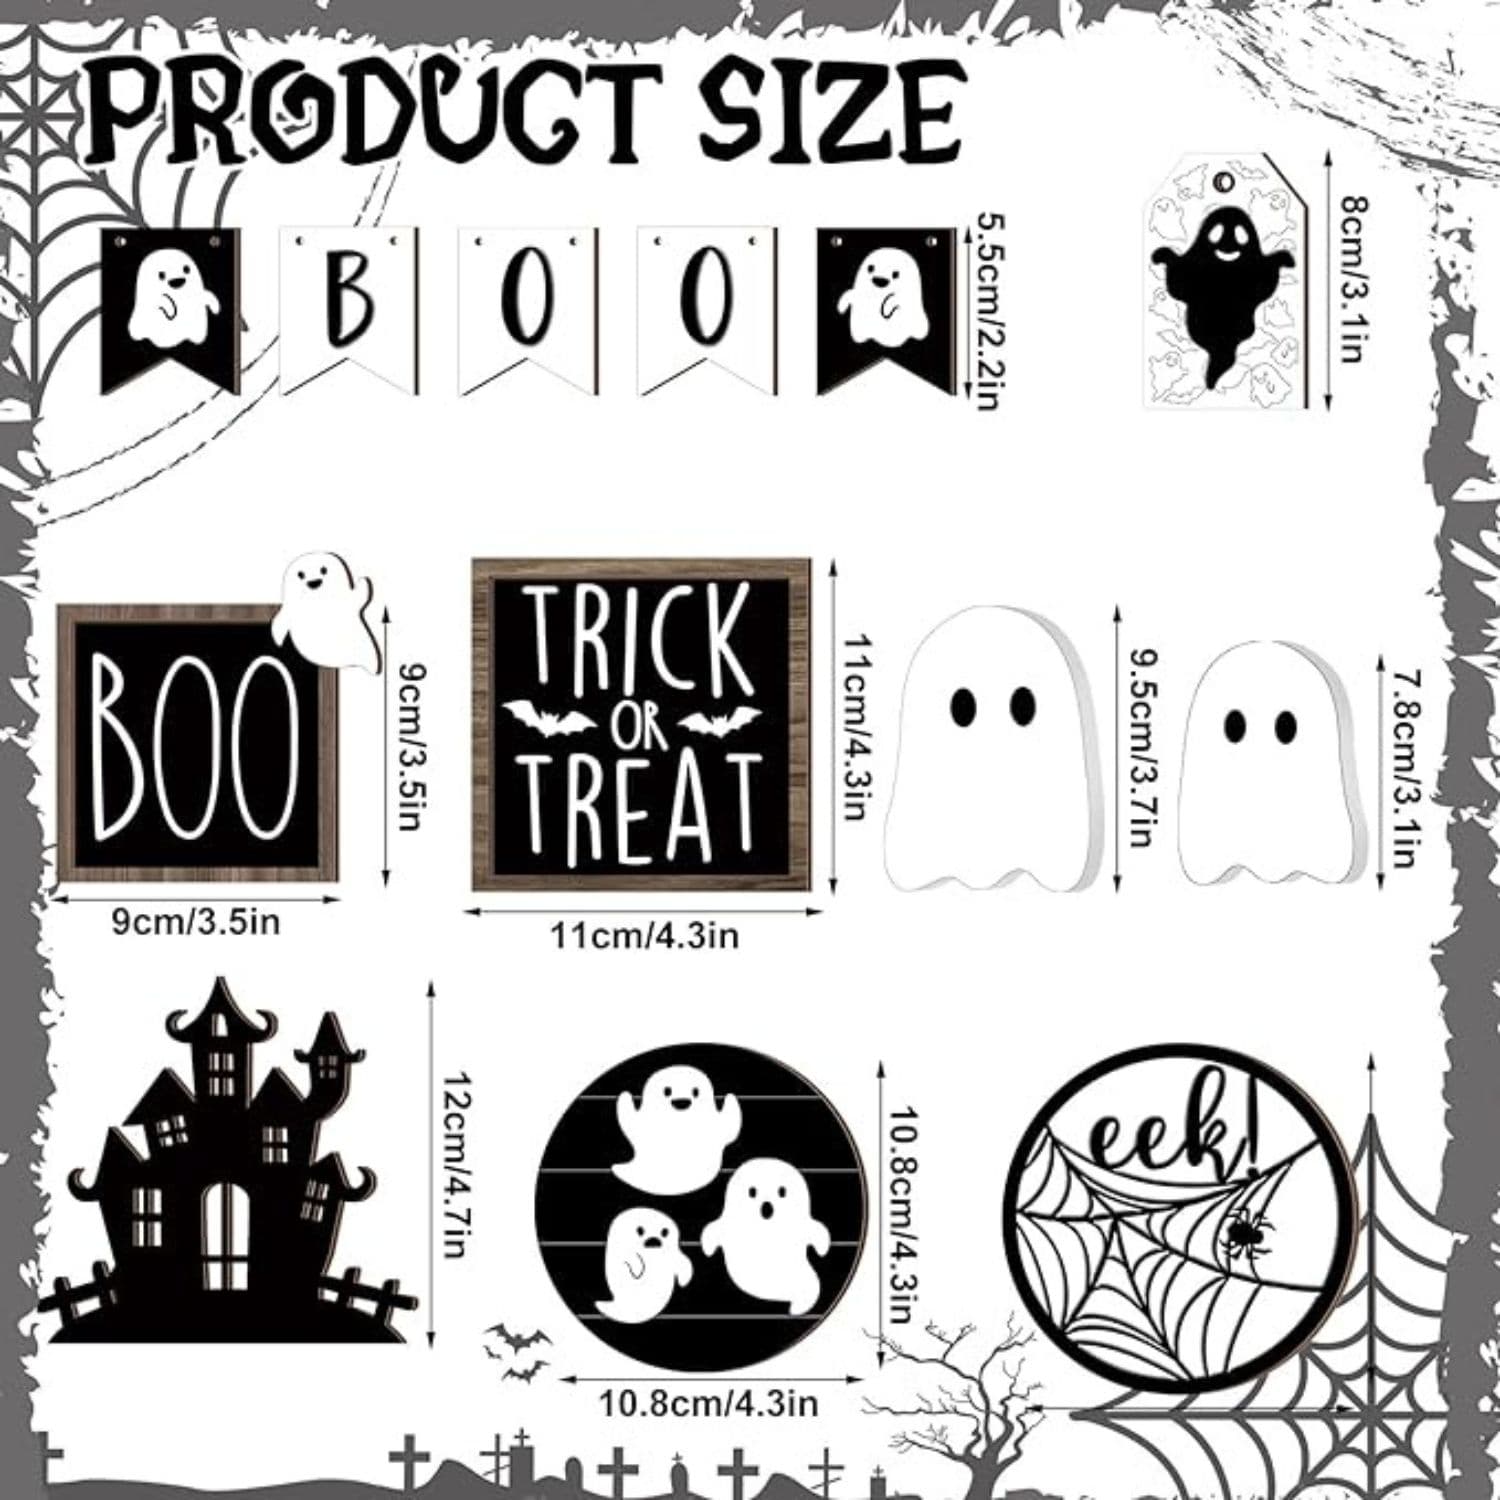 PRODUCT SIZE
B O O
5.5cm/2.2in
8cm/3.1in
BOO
9cm/3.5in
9cm/3.5in
TRICK
OR
TREAT
11cm/4.3in
11cm/4.3in
9.5cm/3.7in
7.8cm/3.1in
12cm/4.7in
10.8cm/4.3in
10.8cm/4.3in
eek!